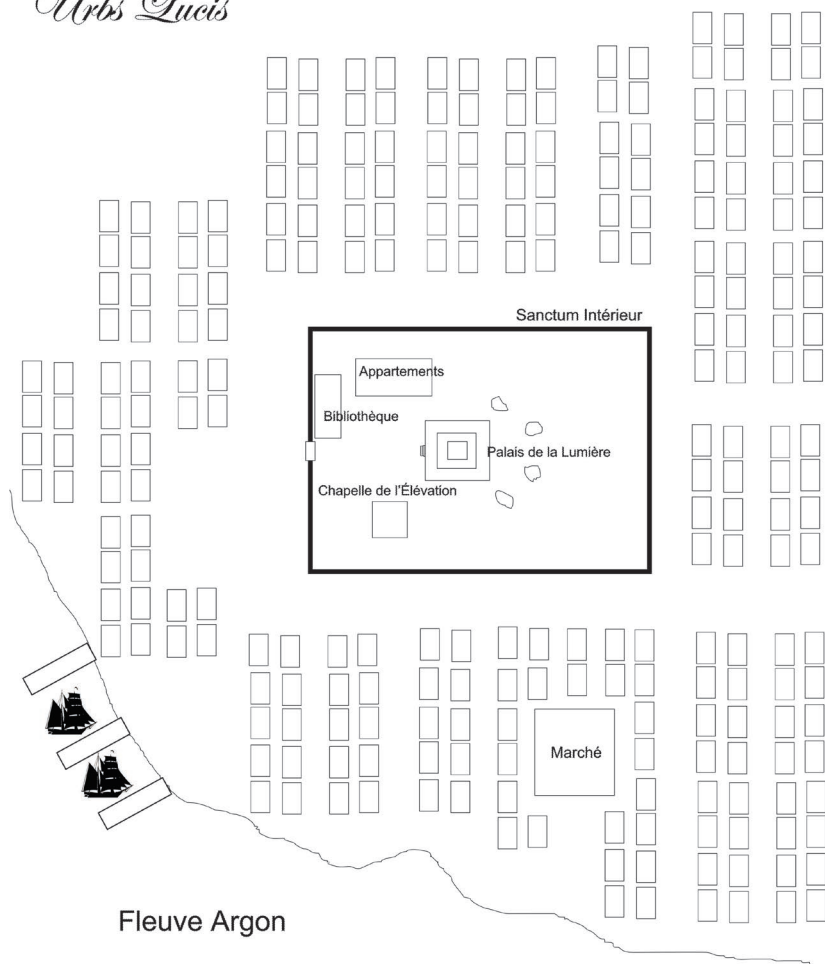 Urbs Lucis
Sanctum Intérieur
Appartements
Bibliothèque
Palais de la Lumière
Chapelle de l'Élévation
Marché
Fleuve Argon